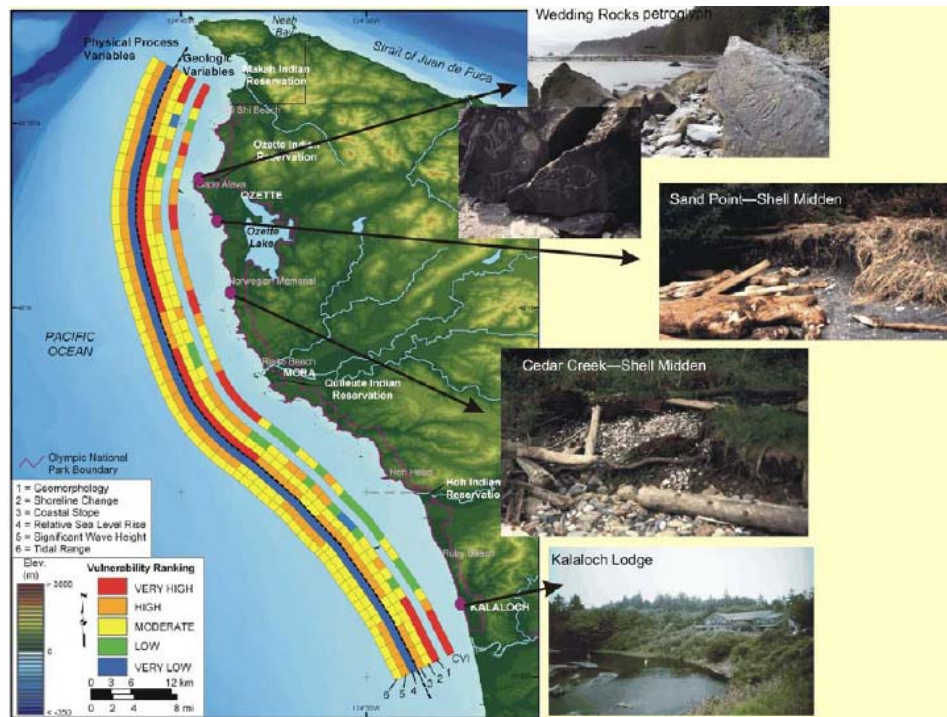 Wedding Rocks petroglyph
Neah
Bay
Strait of Juan de Fuca
Physical Process
Variables
Geologic
Variables
Makah Indian
Reservation
Shi Beach
Ozette Indian
Reservation
Cape Alava
OZETTE
Ozette
Lake
Sand Point—Shell Midden
Norwegian Memorial
PACIFIC
OCEAN
Rialto Beach
MORA
Quileute Indian
Reservation
Cedar Creek—Shell Midden
Olympic National
Park Boundary
Hoh Head
Hoh Indian
Reservation
Ruby Beach
KALALOCH
Kalaloch Lodge
1 = Geomorphology
2 = Shoreline Change
3 = Coastal Slope
4 = Relative Sea Level Rise
5 = Significant Wave Height
6 = Tidal Range
Elev.
(m)
> 3000
0
< -350
Vulnerability Ranking
VERY HIGH
HIGH
MODERATE
LOW
VERY LOW
0 3 6 12 km
0 2 4 8 mi
CVI
6 5 4 3 2 1